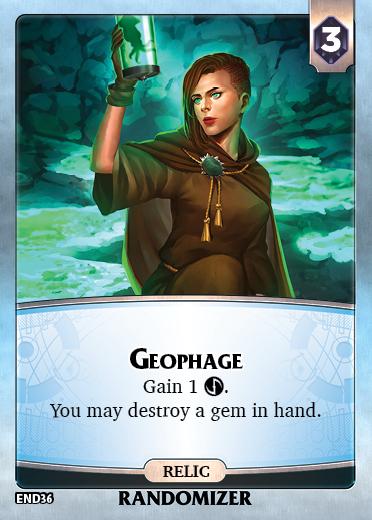 3
GEOPHAGE
Gain 1 .
You may destroy a gem in hand.
RELIC
END36
RANDOMIZER